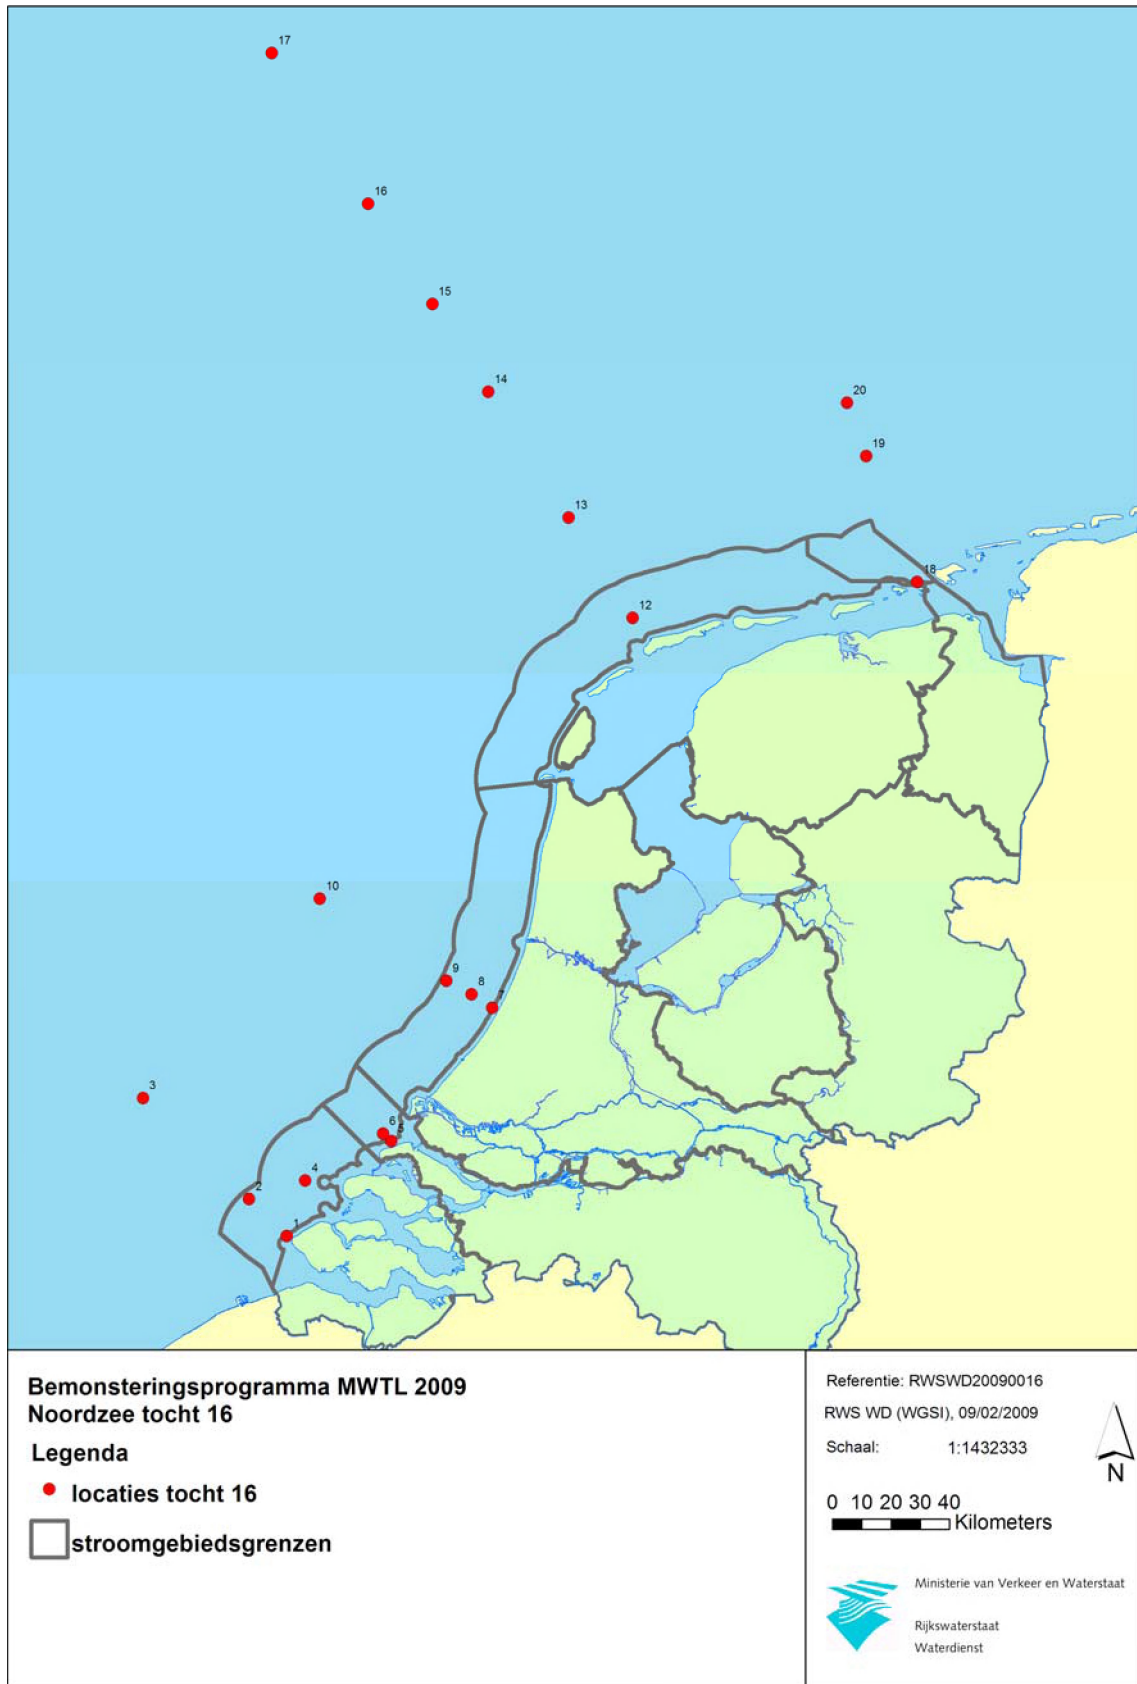 17
16
15
14
20
19
13
18
12
10
9
8
7
3
6
5
4
2
1
Bemonsteringsprogramma MWTL 2009
Noordzee tocht 16
Legenda
locaties tocht 16
stroomgebiedsgrenzen
Referentie: RWSWD20090016
RWS WD (WGSI), 09/02/2009
Schaal: 1:1432333
N
0 10 20 30 40
Kilometers
Ministerie van Verkeer en Waterstaat
Rijkswaterstaat
Waterdienst